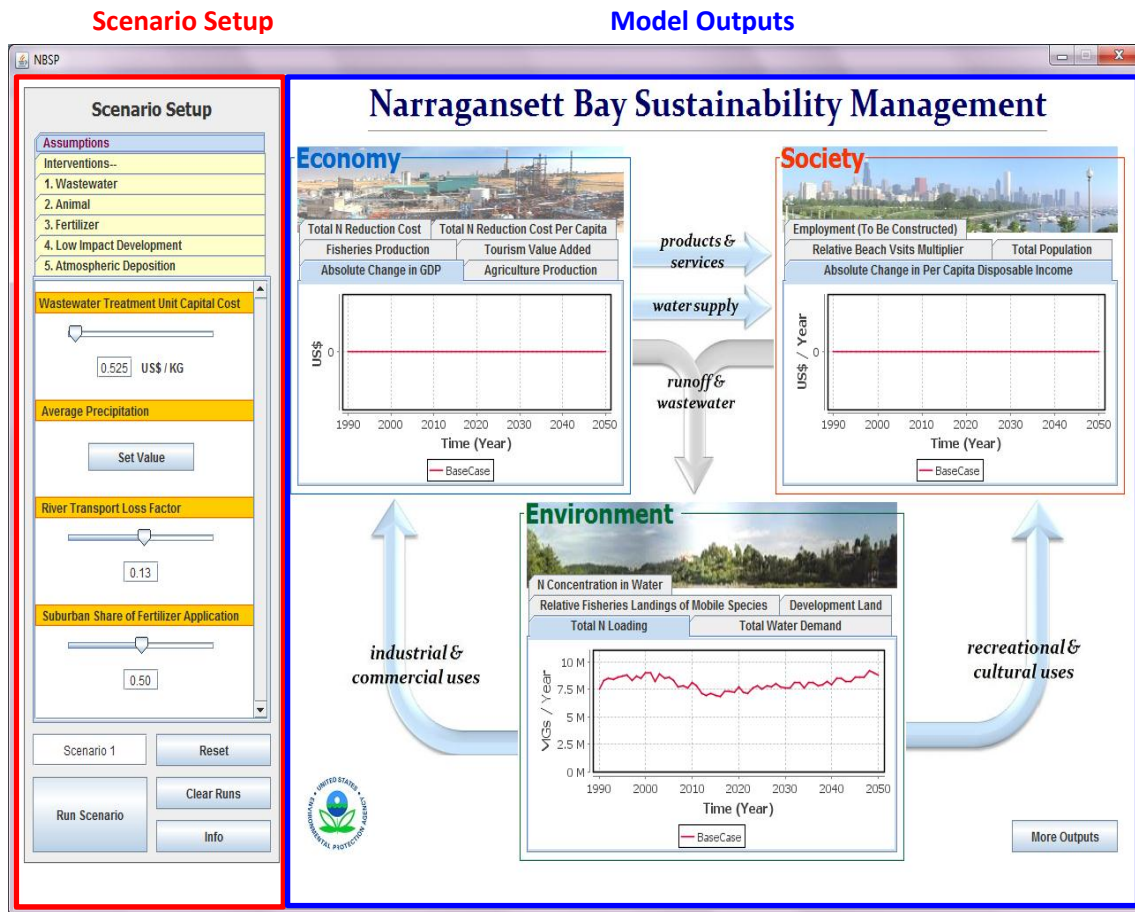 Scenario Setup
Model Outputs
NBSP
Scenario Setup
Assumptions
Interventions--
1. Wastewater
2. Animal
3. Fertilizer
4. Low Impact Development
5. Atmospheric Deposition
Wastewater Treatment Unit Capital Cost
0.525 US$ / KG
Average Precipitation
Set Value
River Transport Loss Factor
0.13
Suburban Share of Fertilizer Application
0.50
Scenario 1
Reset
Run Scenario
Clear Runs
Info
Narragansett Bay Sustainability Management
Economy
Total N Reduction Cost
Total N Reduction Cost Per Capita
Fisheries Production
Tourism Value Added
Absolute Change in GDP
Agriculture Production
US$
0
1990 2000 2010 2020 2030 2040 2050
Time (Year)
BaseCase
products &
services
water supply
runoff &
wastewater
Society
Employment (To Be Constructed)
Relative Beach Vsits Multiplier
Total Population
Absolute Change in Per Capita Disposable Income
US$ / Year
0
1990 2000 2010 2020 2030 2040 2050
Time (Year)
BaseCase
Environment
N Concentration in Water
Relative Fisheries Landings of Mobile Species
Development Land
Total N Loading
Total Water Demand
MGs / Year
10 M
7.5 M
5 M
2.5 M
0 M
1990 2000 2010 2020 2030 2040 2050
Time (Year)
BaseCase
industrial &
commercial uses
recreational &
cultural uses
UNITED STATES
ENVIRONMENTAL PROTECTION AGENCY
More Outputs